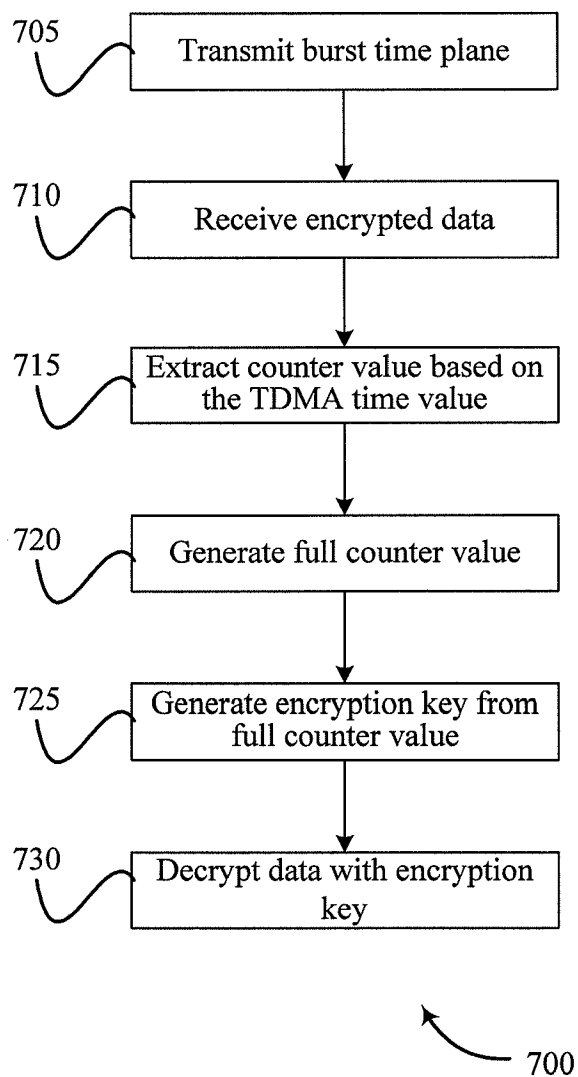 705
Transmit burst time plane
710
Receive encrypted data
715
Extract counter value based on
the TDMA time value
720
Generate full counter value
725
Generate encryption key from
full counter value
730
Decrypt data with encryption
key
700